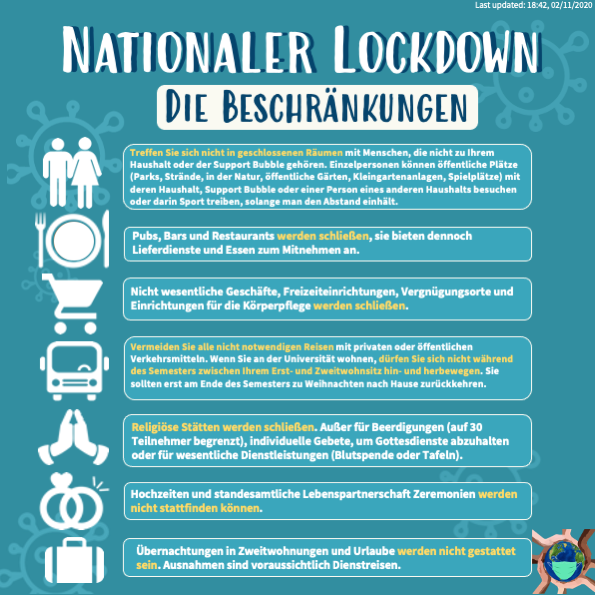 Last updated: 18:42, 02/11/2020
NATIONALER LOCKDOWN
DIE BESCHRÄNKUNGEN
Treffen Sie sich nicht in geschlossenen Räumen mit Menschen, die nicht zu Ihrem
Haushalt oder der Support Bubble gehören. Einzelpersonen können öffentliche Plätze
(Parks, Strände, in der Natur, öffentliche Gärten, Kleingartenanlagen, Spielplätze) mit
deren Haushalt, Support Bubble oder einer Person eines anderen Haushalts besuchen
oder darin Sport treiben, solange man den Abstand einhält.
Pubs, Bars und Restaurants werden schließen, sie bieten dennoch
Lieferdienste und Essen zum Mitnehmen an.
Nicht wesentliche Geschäfte, Freizeiteinrichtungen, Vergnügungsorte und
Einrichtungen für die Körperpflege werden schließen.
Vermeiden Sie alle nicht notwendigen Reisen mit privaten oder öffentlichen
Verkehrsmitteln. Wenn Sie an der Universität wohnen, dürfen Sie sich nicht während
des Semesters zwischen Ihrem Erst- und Zweitwohnsitz hin- und herbewegen. Sie
sollten erst am Ende des Semesters zu Weihnachten nach Hause zurückkehren.
Religiöse Stätten werden schließen. Außer für Beerdigungen (auf 30
Teilnehmer begrenzt), individuelle Gebete, um Gottesdienste abzuhalten
oder für wesentliche Dienstleistungen (Blutspende oder Tafeln).
Hochzeiten und standesamtliche Lebenspartnerschaft Zeremonien werden
nicht stattfinden können.
Übernachtungen in Zweitwohnungen und Urlaube werden nicht gestattet
sein. Ausnahmen sind voraussichtlich Dienstreisen.